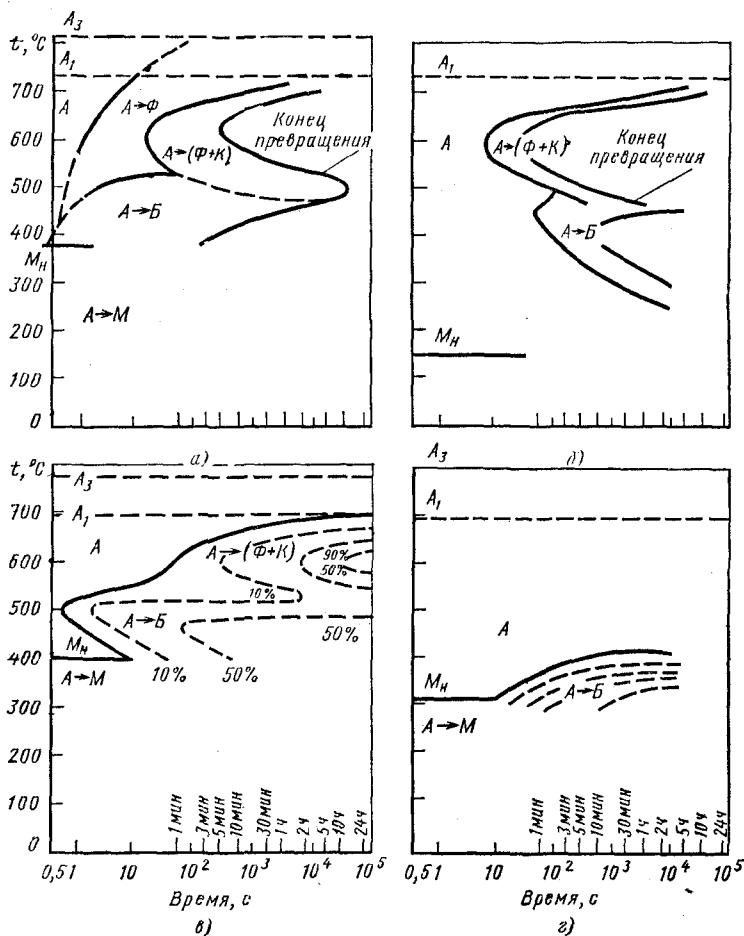 t, °C
A₃
A₁
A
A→Ф
A→(Ф+К)
Конец
превращения
A→Б
Mн
A→M
700
600
500
400
300
200
100
0
а)
A₁
A
A→(Ф+К)
Конец
превращения
A→Б
Mн
б)
t, °C
A₃
A₁
A
A→(Ф+К)
90%
50%
10%
A→Б
50%
Mн
A→M
10%
50%
700
600
500
400
300
200
100
0
1 мин
3 мин
5 мин
10 мин
30 мин
1 ч
2 ч
5 ч
10 ч
24 ч
0,51 10 10² 10³ 10⁴ 10⁵
Время, с
в)
A₃
A₁
A
Mн
A→Б
A→M
1 мин
3 мин
5 мин
10 мин
30 мин
1 ч
2 ч
5 ч
10 ч
24 ч
0,51 10 10² 10³ 10⁴ 10⁵
Время, с
г)